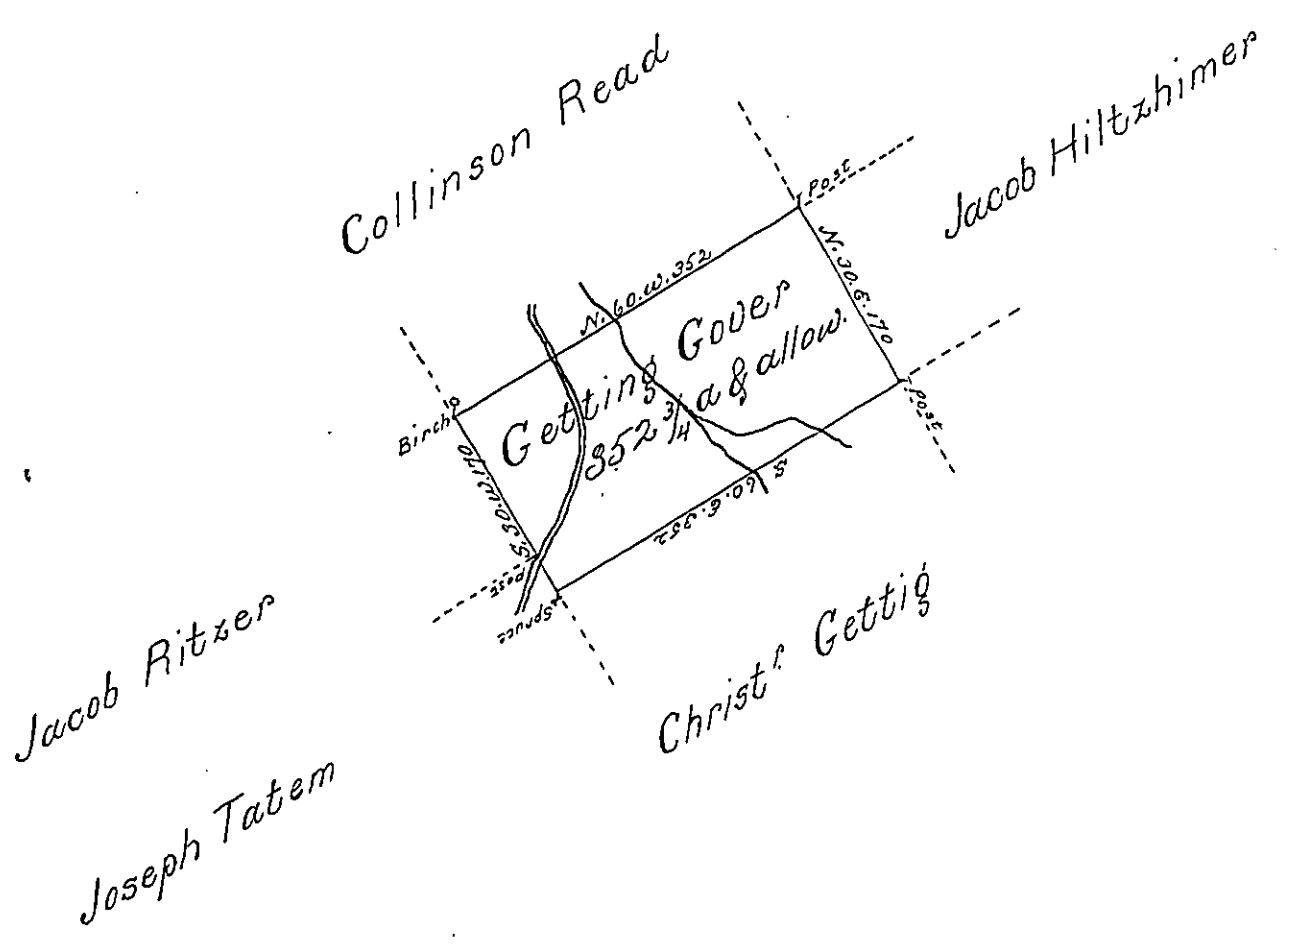 Collinson Read
Jacob Hiltzhimer
Post
N. 60. W. 352
N. 30. E. 170
Getting Gover
352 3/4 a & allow.
Birch
S. 30. W. 170
Post
S 60. E. 352
Post
Spruce
Jacob Ritzer
Christr Gettig
Joseph Tatem